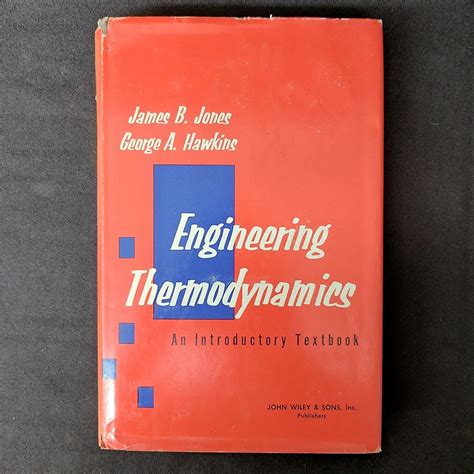 James B. Jones
George A. Hawkins
Engineering
Thermodynamics
An Introductory Textbook
JOHN WILEY & SONS, Inc.
Publishers